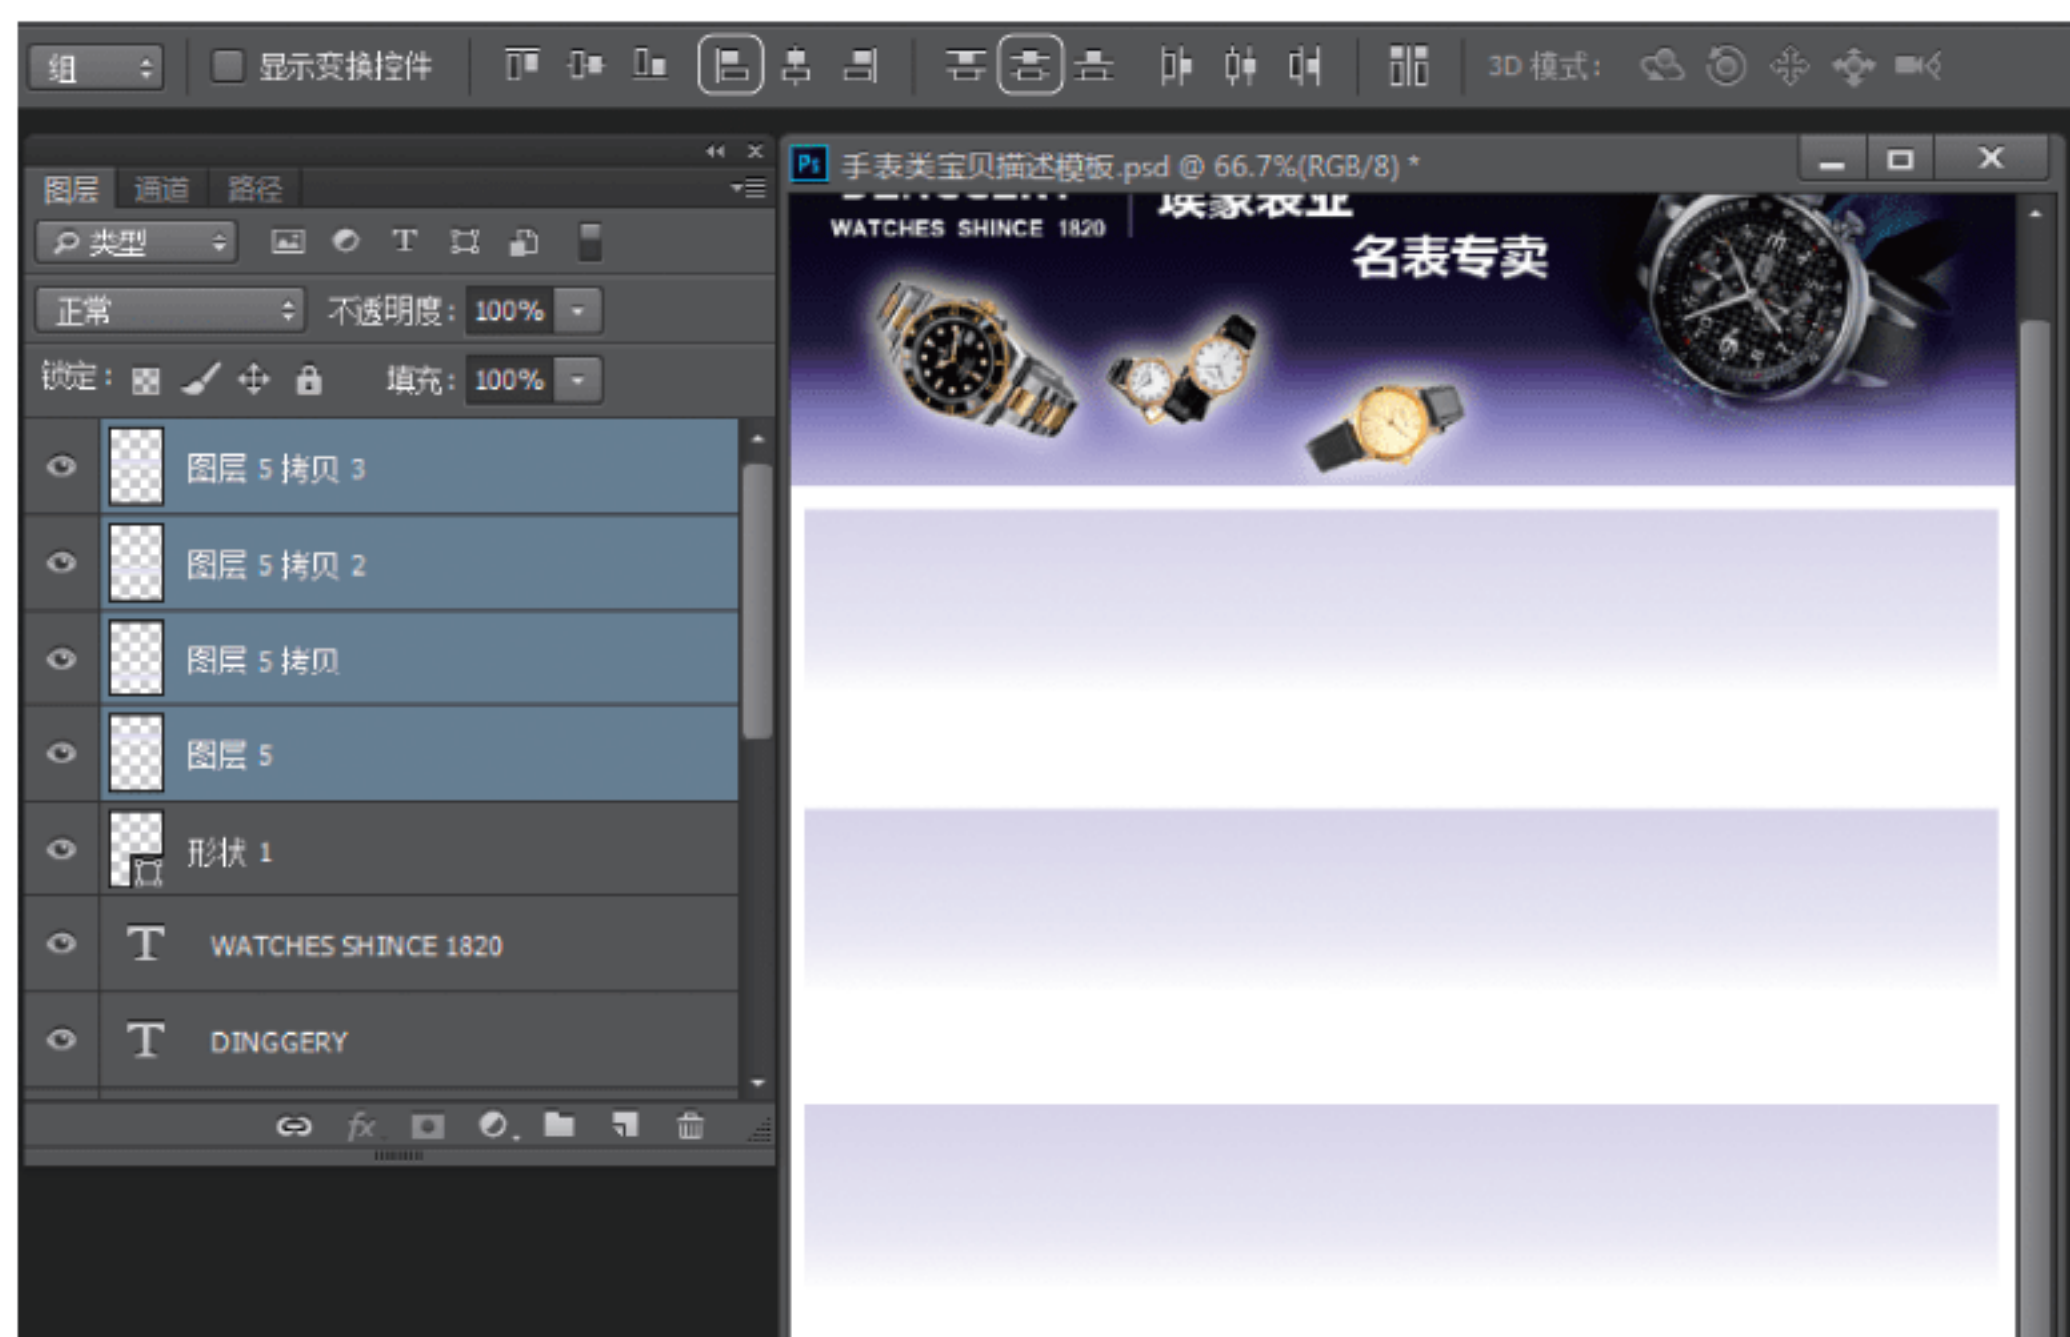 组 显示变换控件 3D 模式：
图层 通道 路径
类型 T
正常 不透明度： 100%
锁定： 填充： 100%
图层 5 拷贝 3
图层 5 拷贝 2
图层 5 拷贝
图层 5
形状 1
T WATCHES SHINCE 1820
T DINGGERY
fx
Ps 手表类宝贝描述模板.psd @ 66.7%(RGB/8) *
WATCHES SHINCE 1820
名表专卖